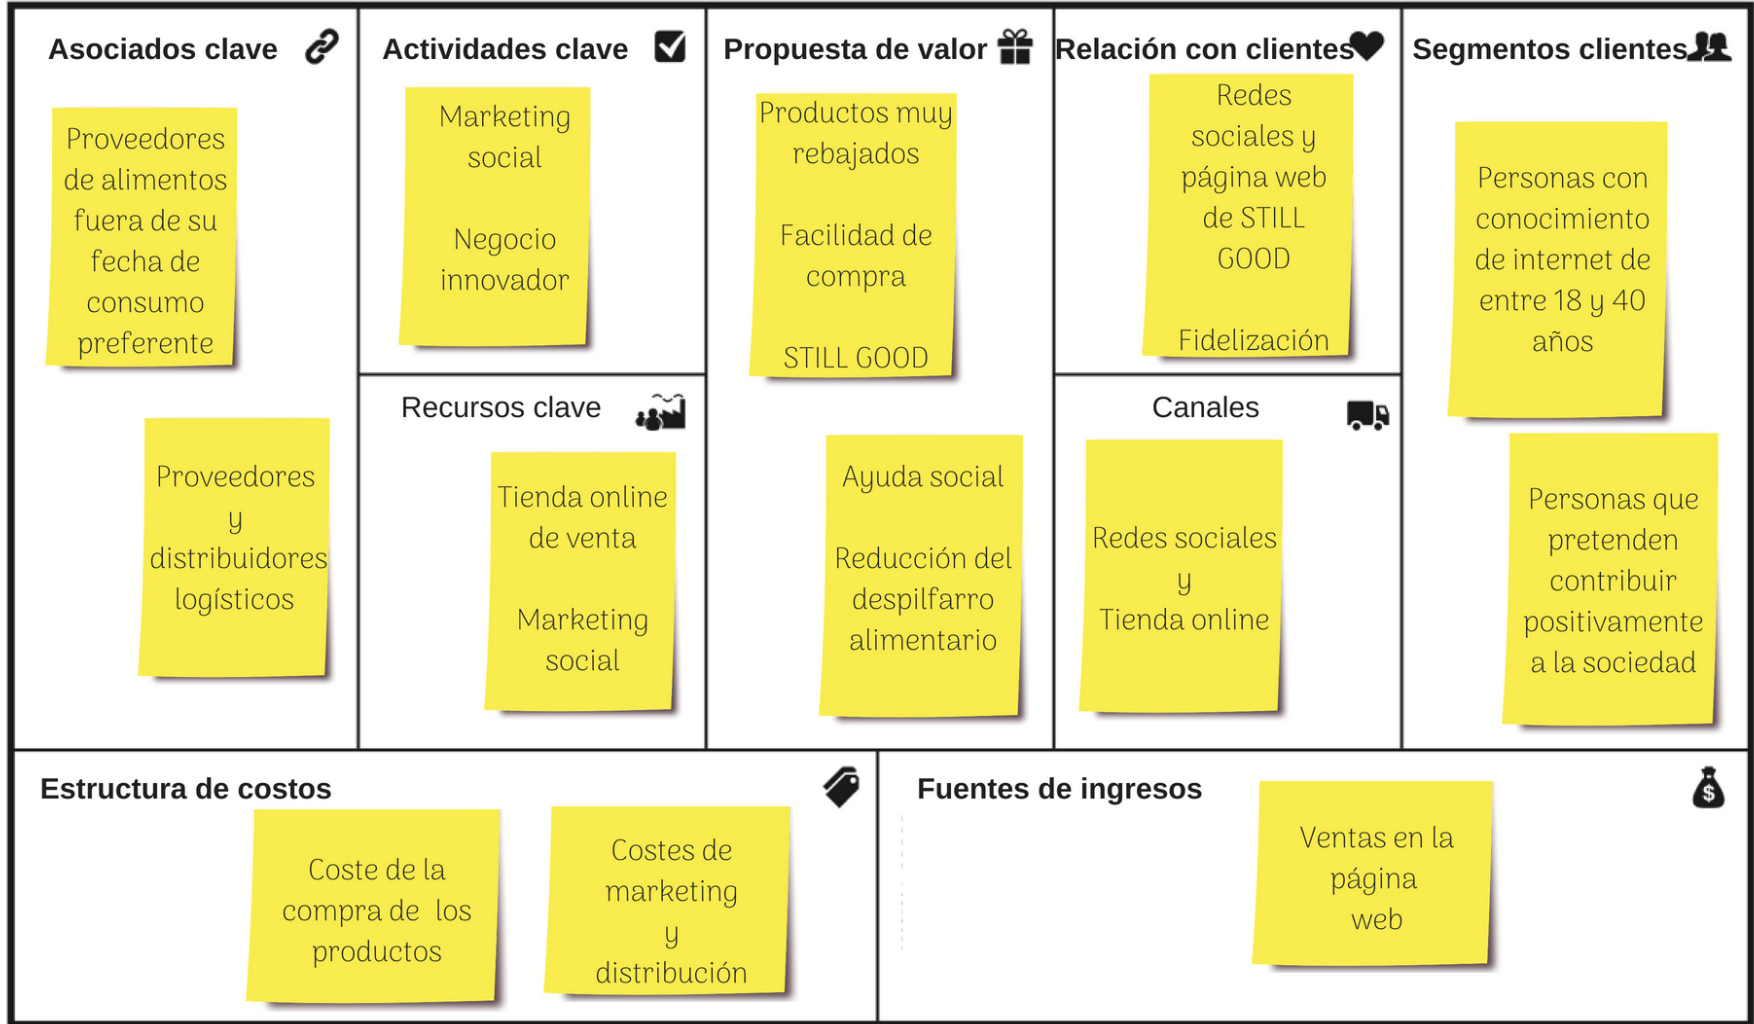 Asociados clave
Proveedores
de alimentos
fuera de su
fecha de
consumo
preferente
Proveedores
y
distribuidores
logísticos
Actividades clave
Marketing
social
Negocio
innovador
Recursos clave
Tienda online
de venta
Marketing
social
Propuesta de valor
Productos muy
rebajados
Facilidad de
compra
STILL GOOD
Ayuda social
Reducción del
despilfarro
alimentario
Relación con clientes
Redes
sociales y
página web
de STILL
GOOD
Fidelización
Canales
Redes sociales
y
Tienda online
Segmentos clientes
Personas con
conocimiento
de internet de
entre 18 y 40
años
Personas que
pretenden
contribuir
positivamente
a la sociedad
Estructura de costos
Coste de la
compra de los
productos
Costes de
marketing
y
distribución
Fuentes de ingresos
$
Ventas en la
página
web